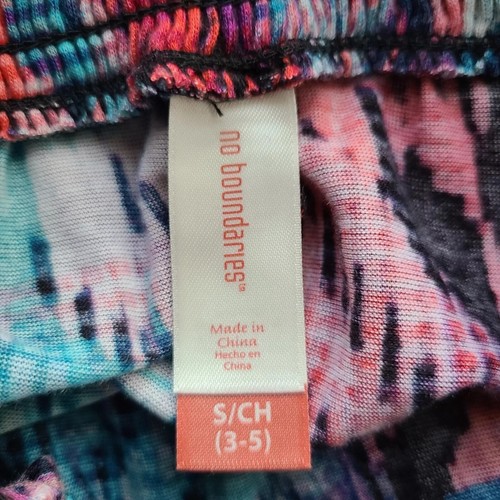 no boundaries
Made in
China
Hecho en
China
S/CH
(3-5)